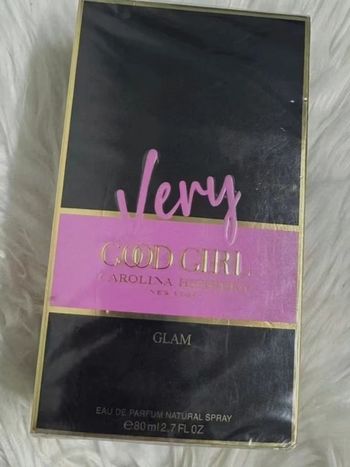 Very
GOOD GIRL
CAROLINA HERRERA
NEW YORK
GLAM
EAU DE PARFUM NATURAL SPRAY
℮80 ml 2.7 FL OZ